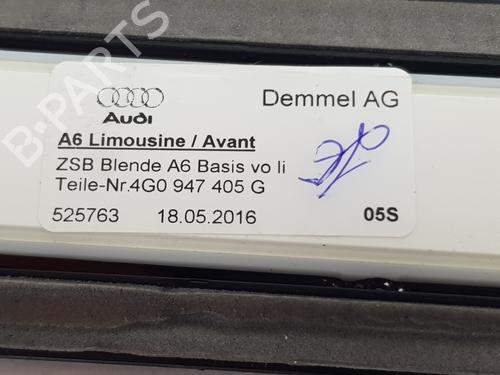 Audi
Demmel AG
A6 Limousine / Avant
ZSB Blende A6 Basis vo li
Teile-Nr.4G0 947 405 G
525763 18.05.2016 05S
B-PARTS